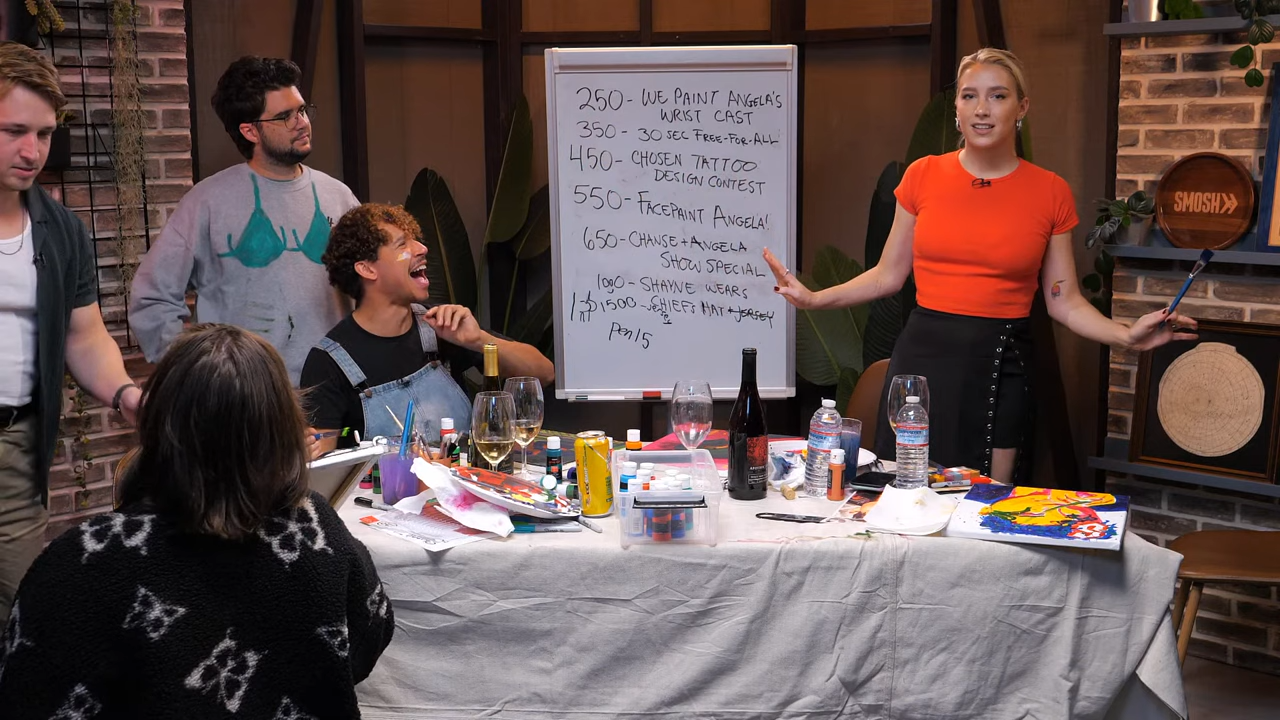 250- WE PAINT ANGELA'S
WRIST CAST
350- 30 SEC FREE-FOR-ALL
450- CHOSEN TATTOO
DESIGN CONTEST
550- FACEPAINT ANGELA!
650- CHANSE + ANGELA
SHOW SPECIAL
1000- SHAYNE WEARS
$1500- CHIEFS HAT + JERSEY
Pen15
SMOSH